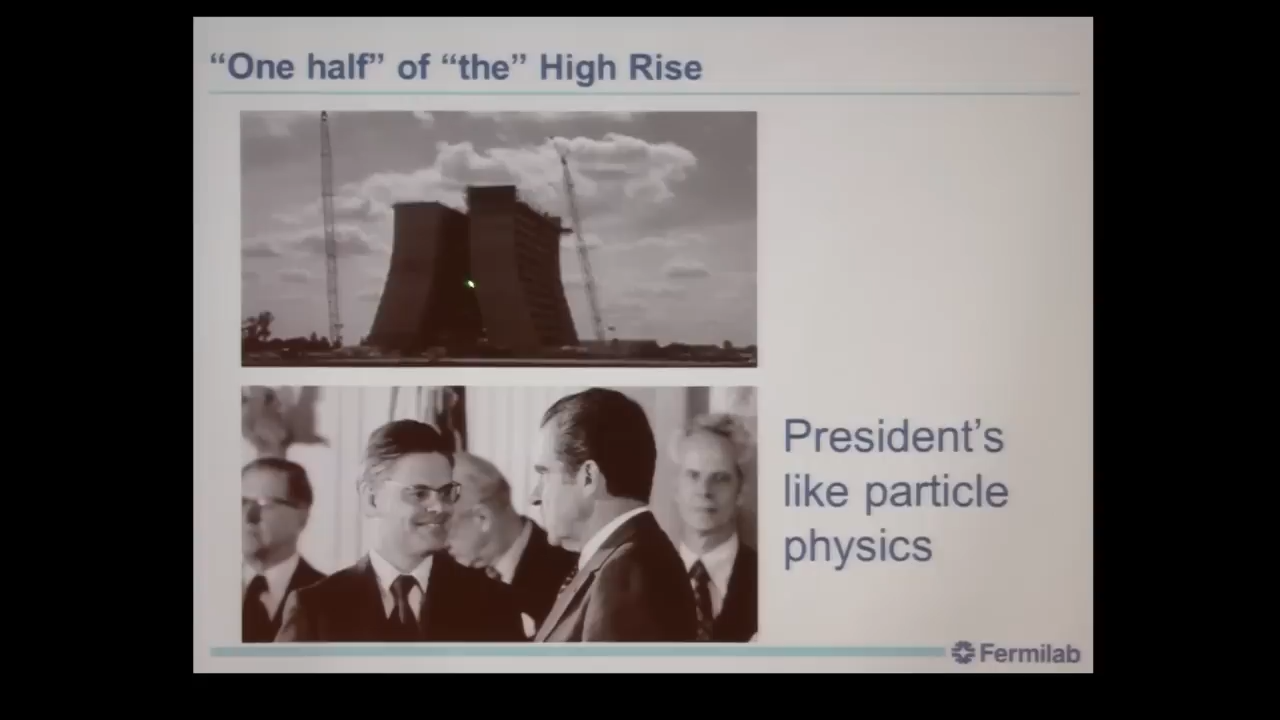 “One half” of “the” High Rise
President’s
like particle
physics
Fermilab